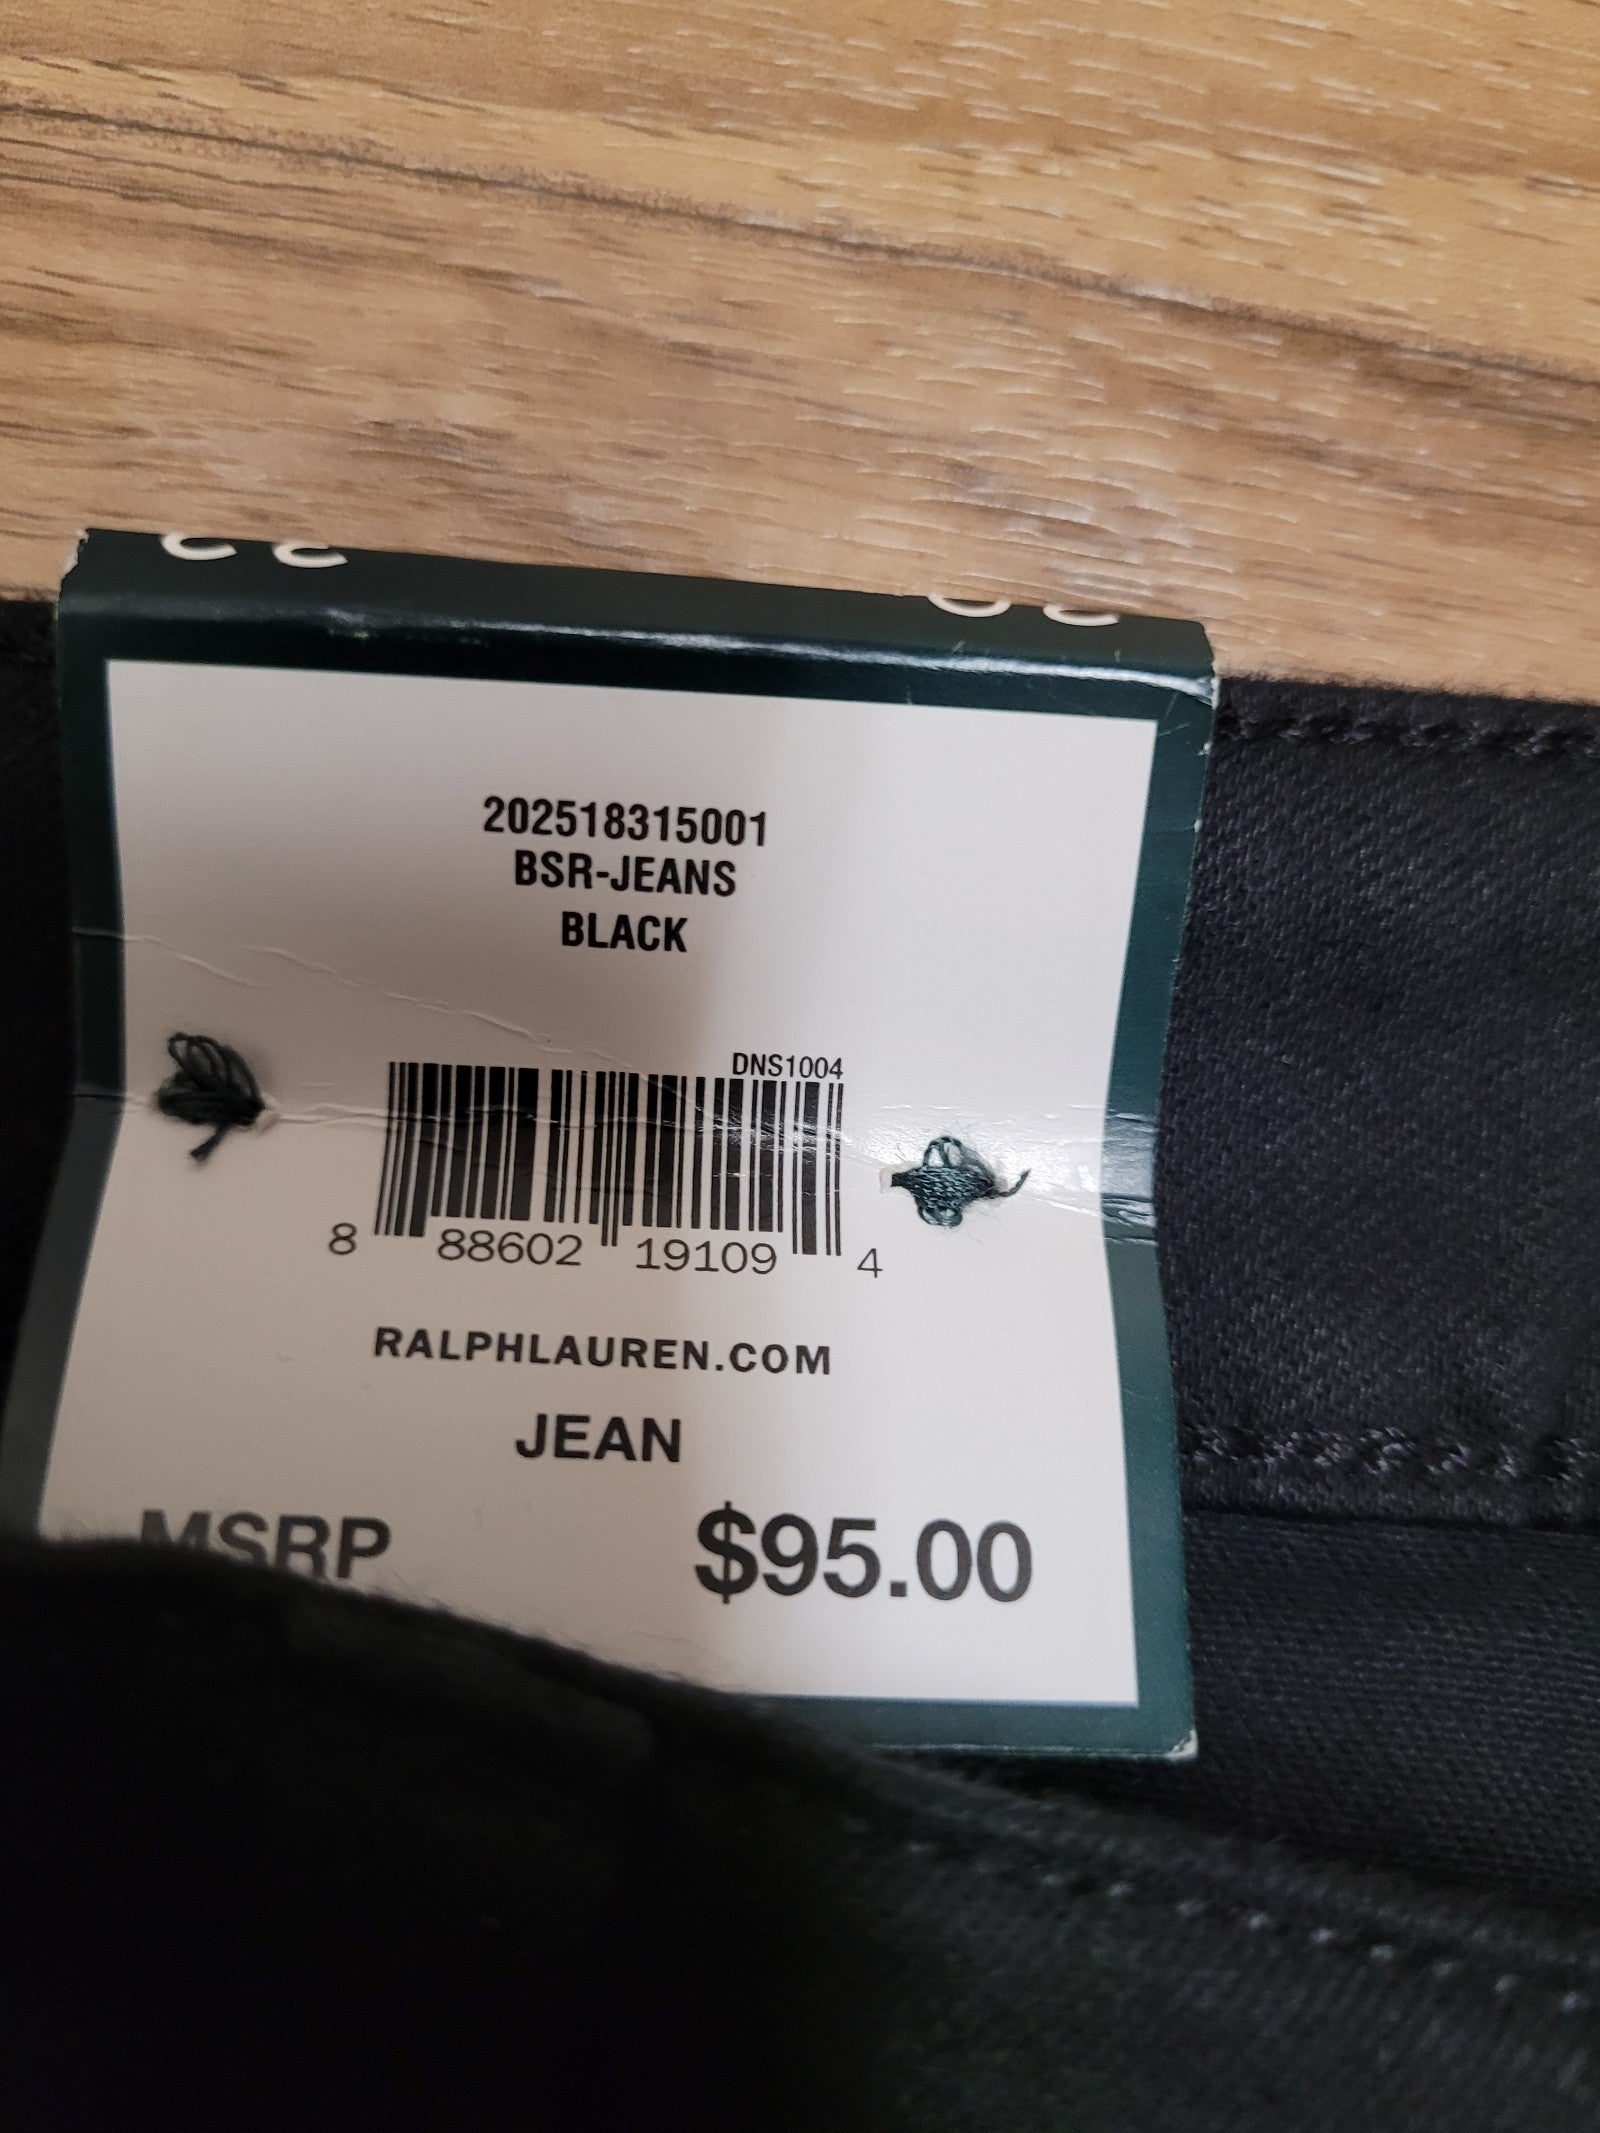 202518315001
BSR-JEANS
BLACK
DNS1004
8 88602 19109 4
RALPHLAUREN.COM
JEAN
MSRP $95.00